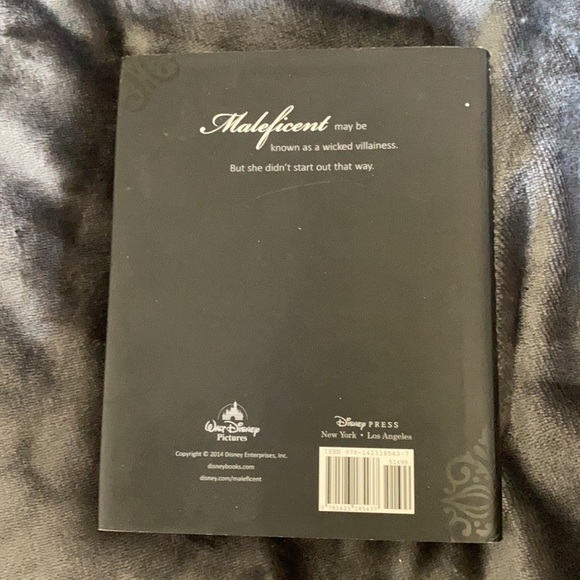 Maleficent may be
known as a wicked villainess.
But she didn't start out that way.
WALT DISNEY
Pictures
Copyright © 2014 Disney Enterprises, Inc.
disneybooks.com
disney.com/maleficent
Disney PRESS
New York • Los Angeles